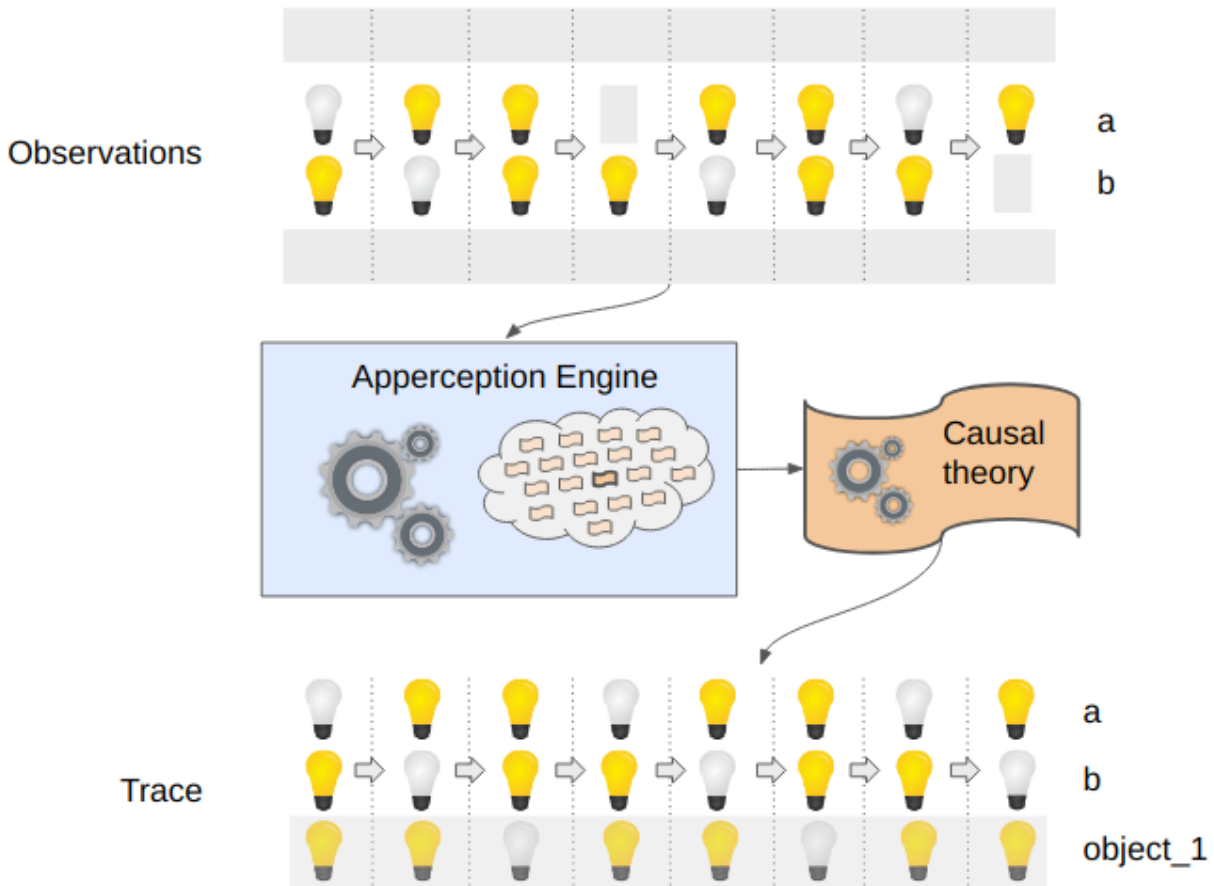 Observations
a
b
Apperception Engine
Causal
theory
Trace
a
b
object_1